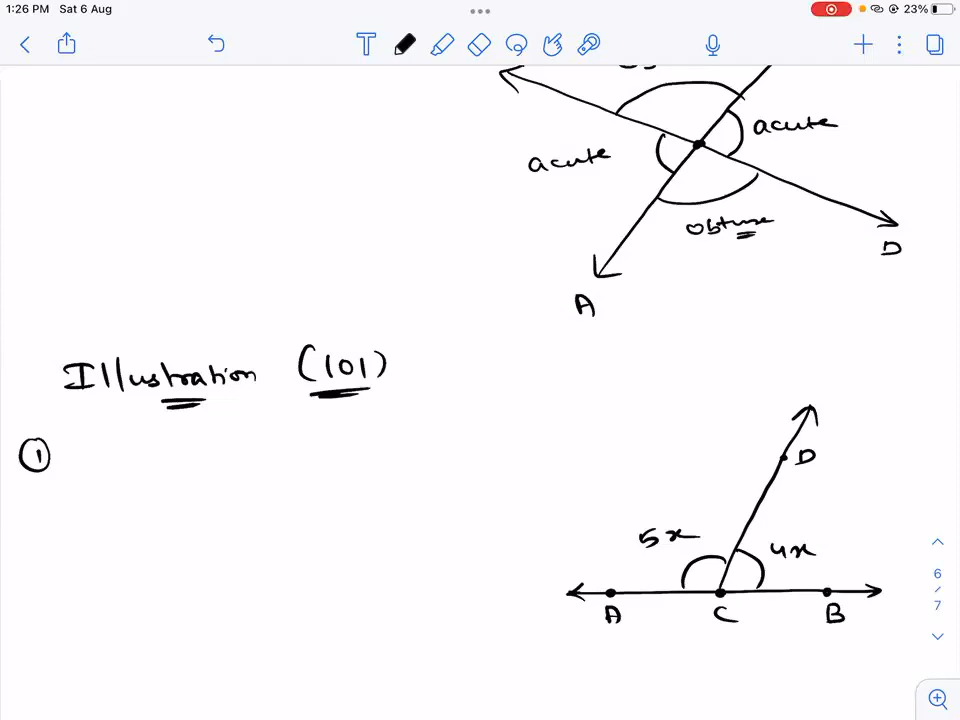 1:26 PM Sat 6 Aug
23%
T
acute
acute
obtuse
D
A
Illustration (101)
1
D
5x
4x
A C B
6
/
7